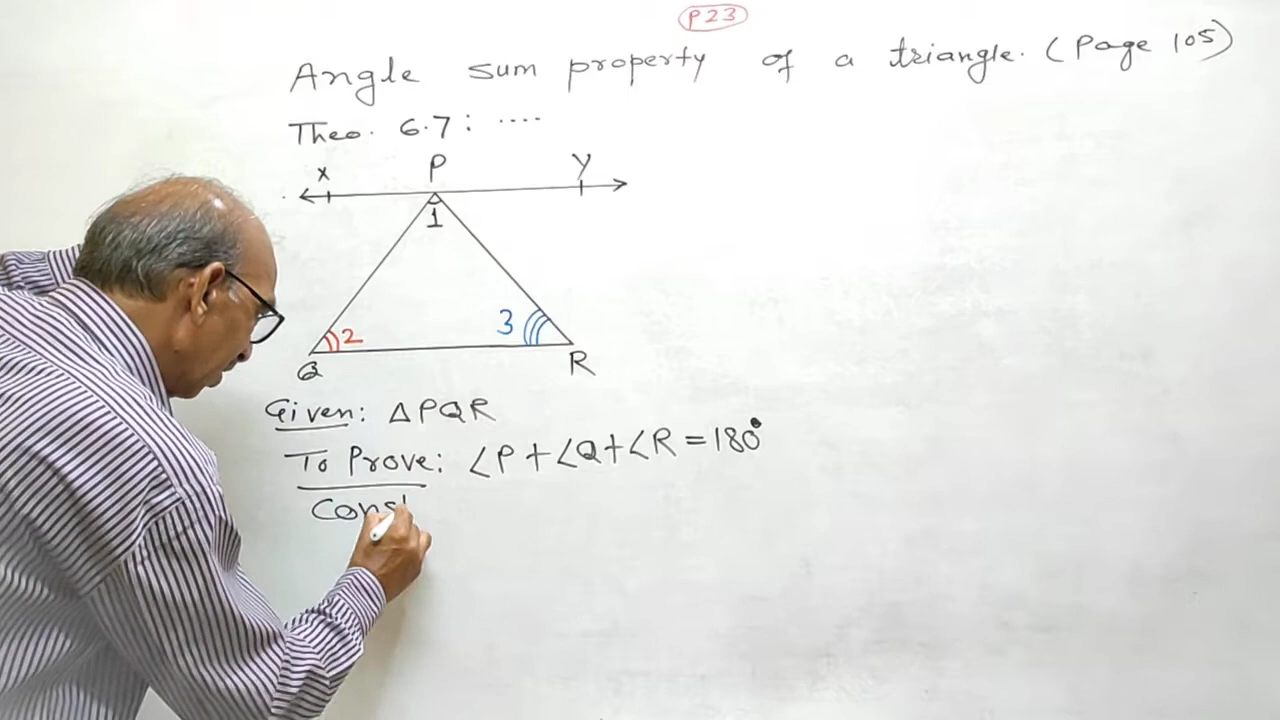 P23
Angle sum property of a triangle. (Page 105)
Theo. 6.7: ....
x P Y
1
2 3
Q R
Given: △PQR
To Prove: ∠P+∠Q+∠R=180°
Const